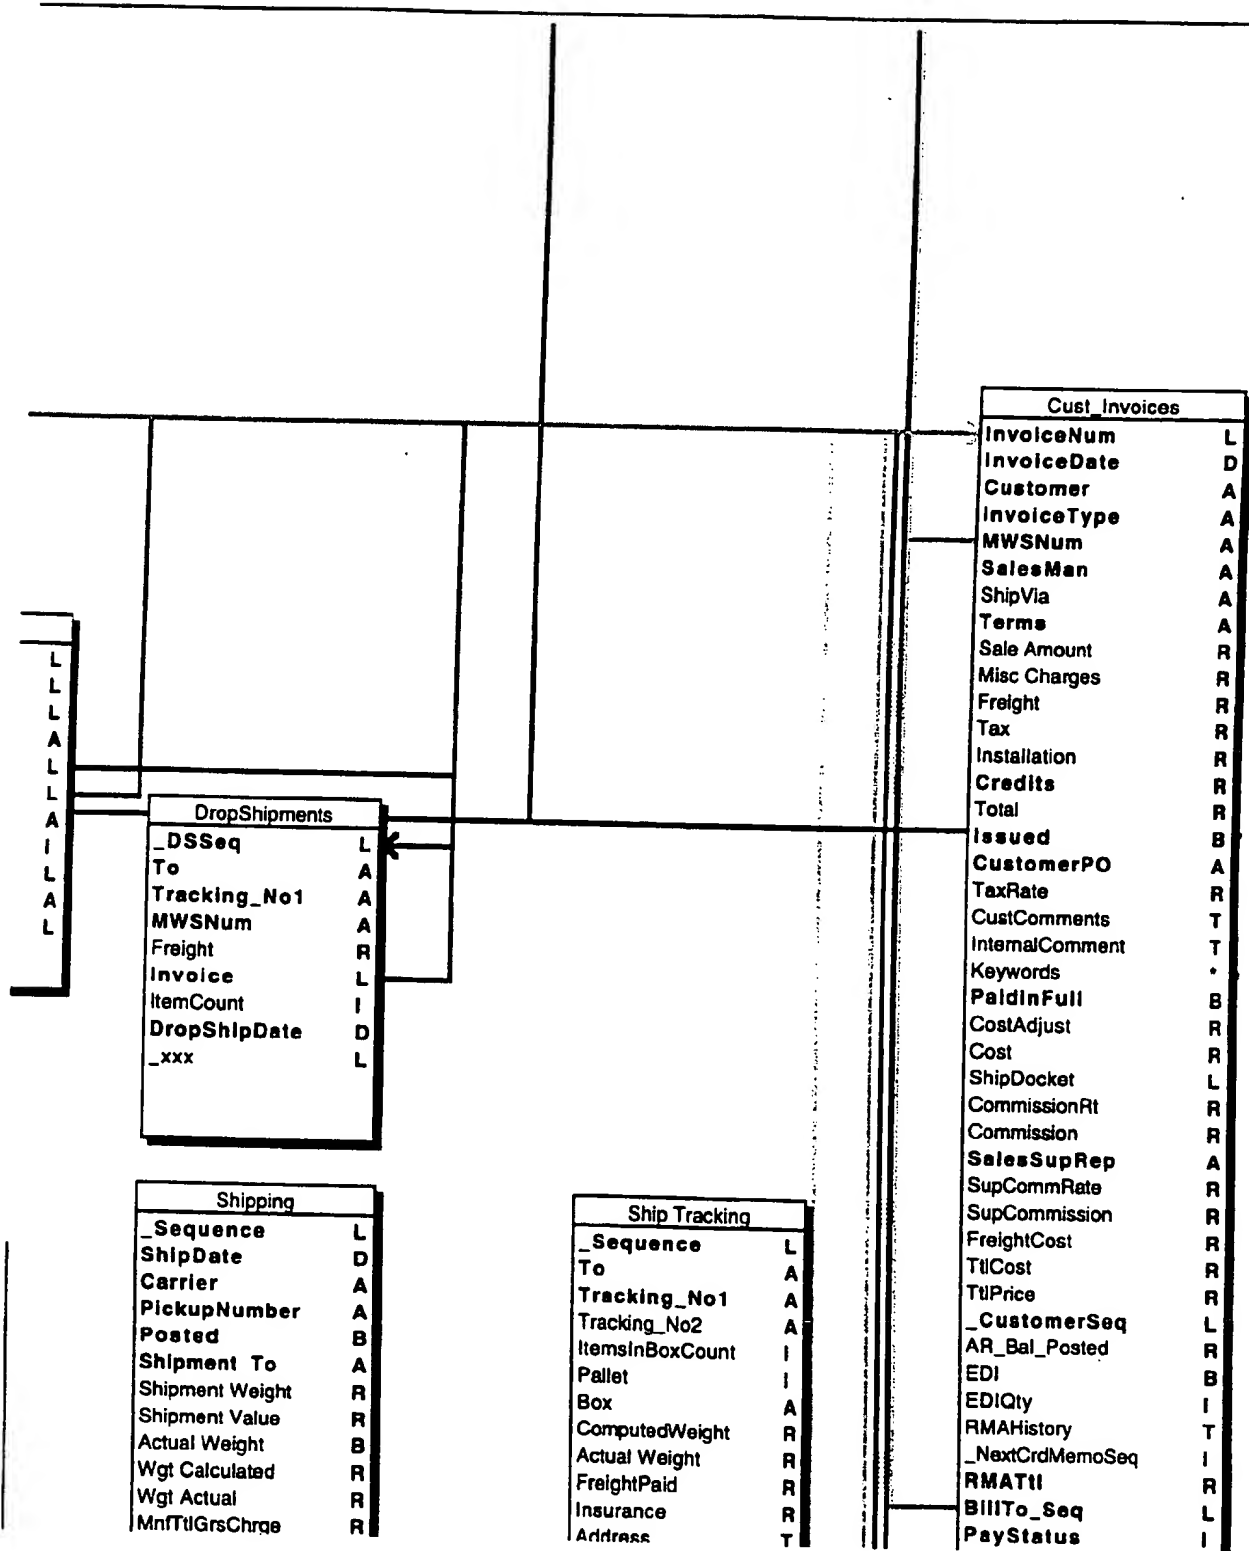 L
L
L
A
L
L
A
I
L
A
L
DropShipments
_DSSeq L
To A
Tracking_No1 A
MWSNum A
Freight R
Invoice L
ItemCount I
DropShipDate D
_xxx L
Shipping
_Sequence L
ShipDate D
Carrier A
PickupNumber A
Posted B
Shipment To A
Shipment Weight R
Shipment Value R
Actual Weight B
Wgt Calculated R
Wgt Actual R
MnfTtlGrsChrge R
Ship Tracking
_Sequence L
To A
Tracking_No1 A
Tracking_No2 A
ItemsInBoxCount I
Pallet I
Box A
ComputedWeight R
Actual Weight R
FreightPaid R
Insurance R
Address T
Cust_Invoices
InvoiceNum L
InvoiceDate D
Customer A
InvoiceType A
MWSNum A
SalesMan A
ShipVia A
Terms A
Sale Amount R
Misc Charges R
Freight R
Tax R
Installation R
Credits R
Total R
Issued B
CustomerPO A
TaxRate R
CustComments T
InternalComment T
Keywords *
PaidInFull B
CostAdjust R
Cost R
ShipDocket L
CommissionRt R
Commission R
SalesSupRep A
SupCommRate R
SupCommission R
FreightCost R
TtlCost R
TtlPrice R
_CustomerSeq L
AR_Bal_Posted R
EDI B
EDIQty I
RMAHistory T
_NextCrdMemoSeq I
RMATtl R
BillTo_Seq L
PayStatus I